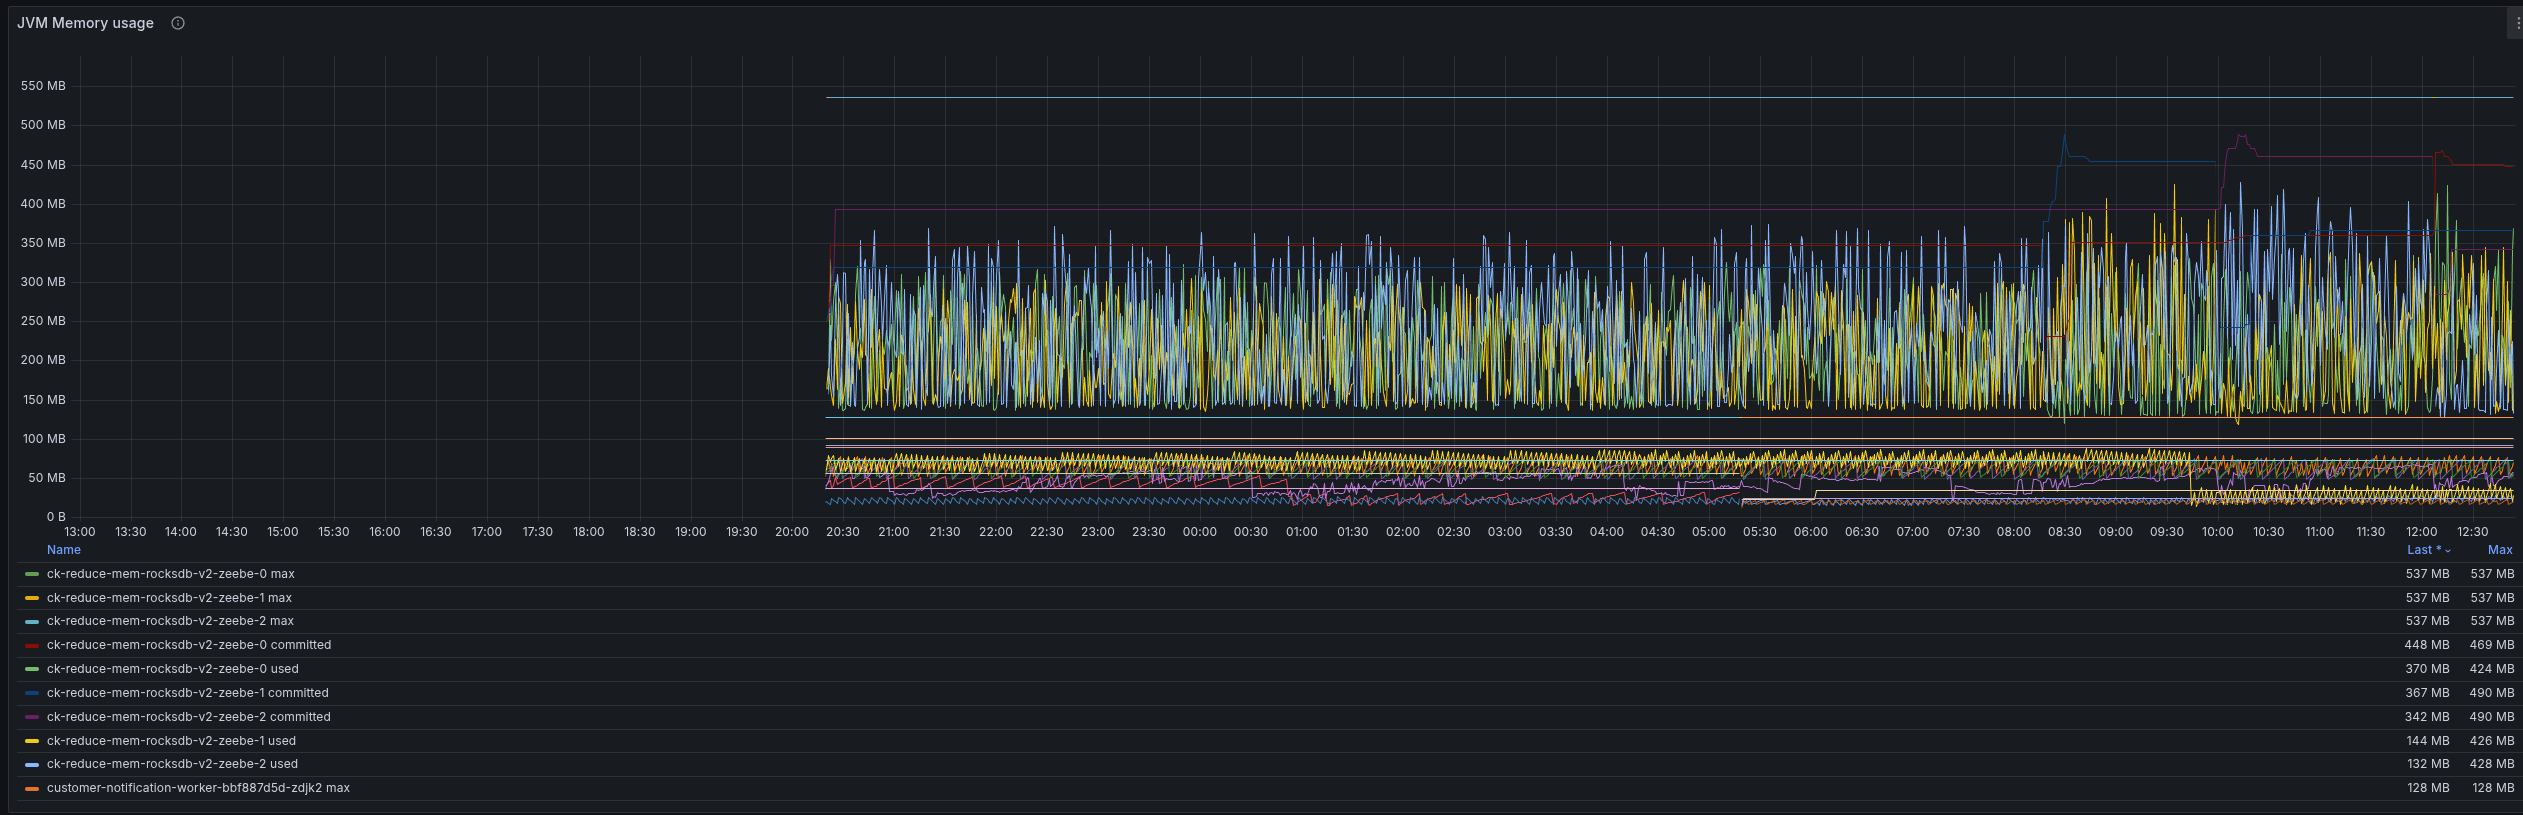 JVM Memory usage
550 MB
500 MB
450 MB
400 MB
350 MB
300 MB
250 MB
200 MB
150 MB
100 MB
50 MB
0 B
13:00 13:30 14:00 14:30 15:00 15:30 16:00 16:30 17:00 17:30 18:00 18:30 19:00 19:30 20:00 20:30 21:00 21:30 22:00 22:30 23:00 23:30 00:00 00:30 01:00 01:30 02:00 02:30 03:00 03:30 04:00 04:30 05:00 05:30 06:00 06:30 07:00 07:30 08:00 08:30 09:00 09:30 10:00 10:30 11:00 11:30 12:00 12:30
Name Last * Max
ck-reduce-mem-rocksdb-v2-zeebe-0 max 537 MB 537 MB
ck-reduce-mem-rocksdb-v2-zeebe-1 max 537 MB 537 MB
ck-reduce-mem-rocksdb-v2-zeebe-2 max 537 MB 537 MB
ck-reduce-mem-rocksdb-v2-zeebe-0 committed 448 MB 469 MB
ck-reduce-mem-rocksdb-v2-zeebe-0 used 370 MB 424 MB
ck-reduce-mem-rocksdb-v2-zeebe-1 committed 367 MB 490 MB
ck-reduce-mem-rocksdb-v2-zeebe-2 committed 342 MB 490 MB
ck-reduce-mem-rocksdb-v2-zeebe-1 used 144 MB 426 MB
ck-reduce-mem-rocksdb-v2-zeebe-2 used 132 MB 428 MB
customer-notification-worker-bbf887d5d-zdjk2 max 128 MB 128 MB